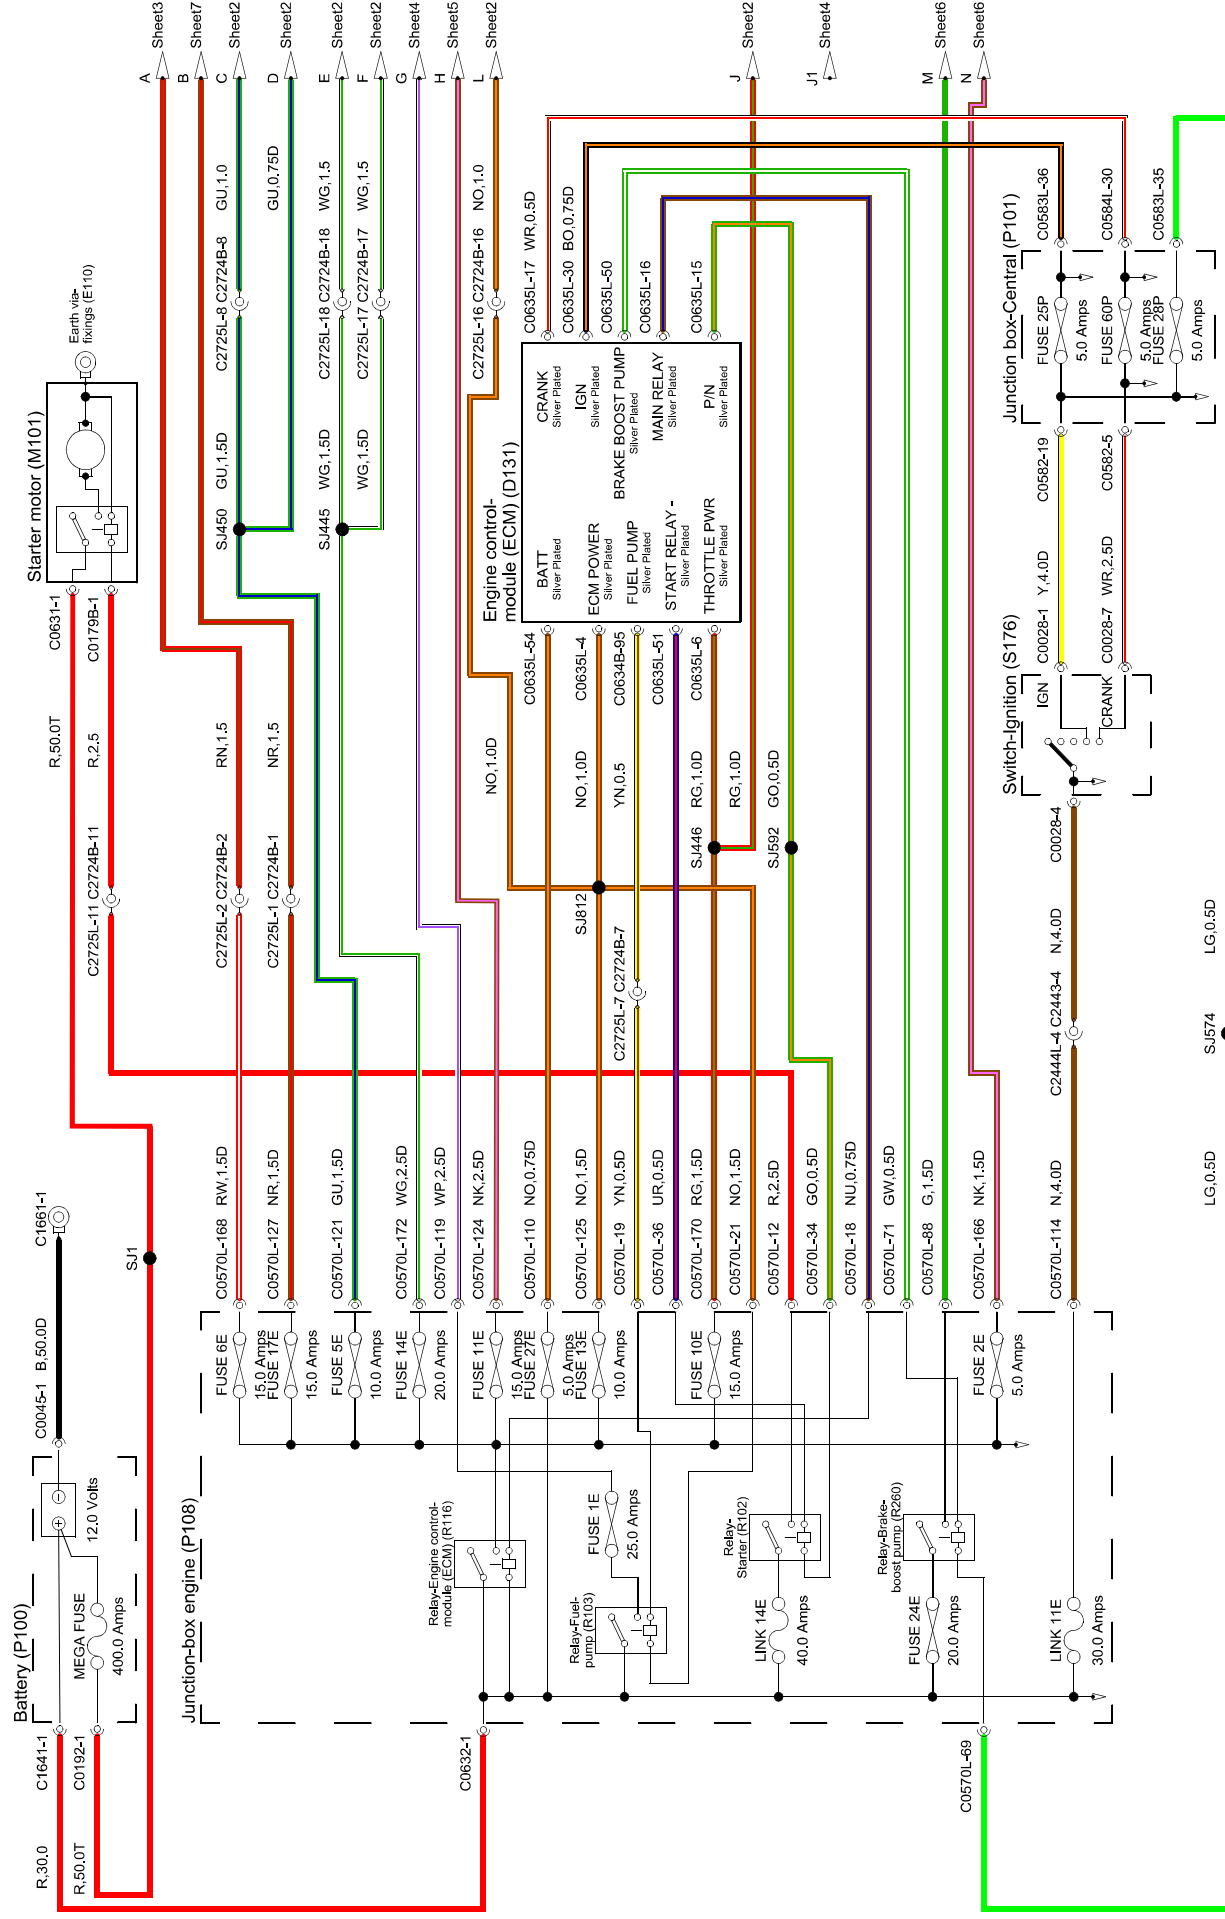 A
Sheet3
B
Sheet7
C
Sheet2
D
Sheet2
E
Sheet2
F
Sheet2
G
Sheet4
H
Sheet5
L
Sheet2
J
Sheet2
J1
Sheet4
M
Sheet6
N
Sheet6
GU,1.0
GU,0.75D
WG,1.5
WG,1.5
NO,1.0
Earth via-
fixings (E110)
C2725L-8 C2724B-8
C2725L-18 C2724B-18
C2725L-17 C2724B-17
C2725L-16 C2724B-16
C0635L-17 WR,0.5D
C0635L-30 BO,0.75D
C0635L-50
C0635L-16
C0635L-15
C0583L-36
C0584L-30
C0583L-35
Starter motor (M101)
GU,1.5D
WG,1.5D
WG,1.5D
SJ450
SJ445
Engine control-
module (ECM) (D131)
CRANK
Silver Plated
IGN
Silver Plated
BRAKE BOOST PUMP
Silver Plated
MAIN RELAY
Silver Plated
P/N
Silver Plated
BATT
Silver Plated
ECM POWER
Silver Plated
FUEL PUMP
Silver Plated
START RELAY -
Silver Plated
THROTTLE PWR
Silver Plated
Junction box-Central (P101)
FUSE 25P
5.0 Amps
FUSE 60P
5.0 Amps
FUSE 28P
5.0 Amps
C0582-19
C0582-5
Y,4.0D
WR,2.5D
C0028-1
C0028-7
C0631-1
C0179B-1
C0635L-54
C0635L-4
C0634B-95
C0635L-51
C0635L-6
Switch-Ignition (S176)
IGN
CRANK
R,50.0T
R,2.5
RN,1.5
NR,1.5
NO,1.0D
NO,1.0D
YN,0.5
RG,1.0D
RG,1.0D
GO,0.5D
C0028-4
SJ446
SJ592
SJ812
C2725L-11 C2724B-11
C2725L-2 C2724B-2
C2725L-1 C2724B-1
C2725L-7 C2724B-7
N,4.0D
C2444L-4 C2443-4
LG,0.5D
SJ574
LG,0.5D
C1661-1
SJ1
B,50.0D
C0045-1
C0570L-168 RW,1.5D
C0570L-127 NR,1.5D
C0570L-121 GU,1.5D
C0570L-172 WG,2.5D
C0570L-119 WP,2.5D
C0570L-124 NK,2.5D
C0570L-110 NO,0.75D
C0570L-125 NO,1.5D
C0570L-19 YN,0.5D
C0570L-36 UR,0.5D
C0570L-170 RG,1.5D
C0570L-21 NO,1.5D
C0570L-12 R,2.5D
C0570L-34 GO,0.5D
C0570L-18 NU,0.75D
C0570L-71 GW,0.5D
C0570L-88 G,1.5D
C0570L-166 NK,1.5D
C0570L-114 N,4.0D
FUSE 6E
15.0 Amps
FUSE 17E
15.0 Amps
FUSE 5E
10.0 Amps
FUSE 14E
20.0 Amps
FUSE 11E
15.0 Amps
FUSE 27E
5.0 Amps
FUSE 13E
10.0 Amps
FUSE 10E
15.0 Amps
FUSE 2E
5.0 Amps
Battery (P100)
12.0 Volts
MEGA FUSE
400.0 Amps
Junction-box engine (P108)
Relay-Engine control-
module (ECM) (R116)
FUSE 1E
25.0 Amps
Relay-Fuel-
pump (R103)
Relay-
Starter (R102)
LINK 14E
40.0 Amps
Relay-Brake-
boost pump (R260)
FUSE 24E
20.0 Amps
LINK 11E
30.0 Amps
C1641-1
C0192-1
C0632-1
C0570L-69
R,30.0
R,50.0T